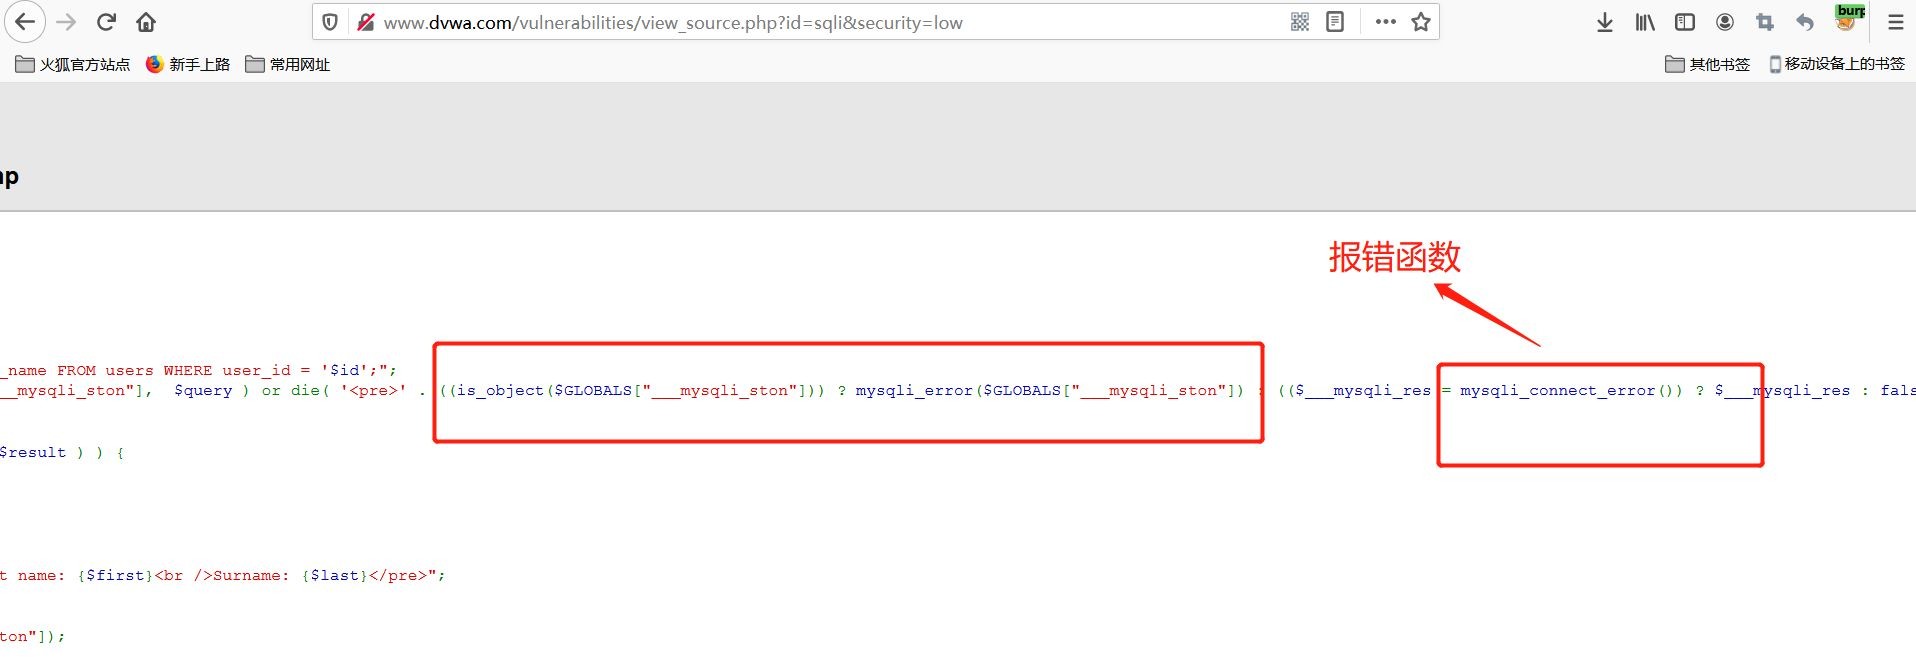 www.dvwa.com/vulnerabilities/view_source.php?id=sqli&security=low
burp
火狐官方站点 新手上路 常用网址 其他书签 移动设备上的书签
np
报错函数
_name FROM users WHERE user_id = '$id';";
__mysqli_ston"],  $query ) or die( '<pre>' . ((is_object($GLOBALS["___mysqli_ston"])) ? mysqli_error($GLOBALS["___mysqli_ston"]) : (($___mysqli_res = mysqli_connect_error()) ? $___mysqli_res : fals
$result ) ) {
t name: {$first}<br />Surname: {$last}</pre>";
ton"]);